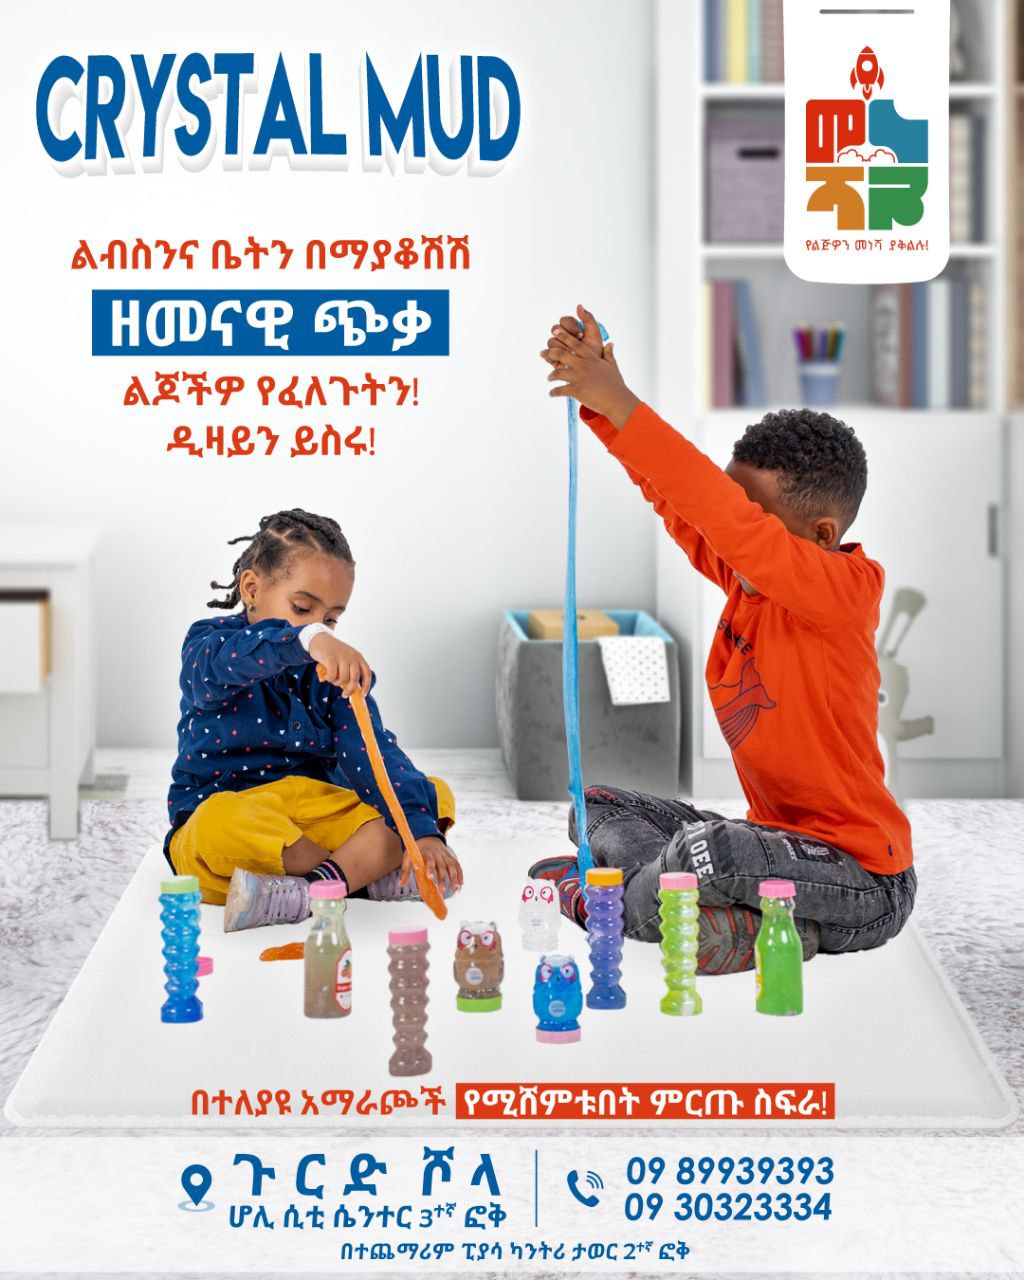 CRYSTAL MUD
የልጅዎን መነሻ ያቅልሉ!
ልብስንና ቤትን በማያቆሽሽ
ዘመናዊ ጭቃ
ልጆችዎ የፈለጉትን!
ዲዛይን ይስሩ!
በተለያዩ አማራጮች የሚሸምቱበት ምርጡ ስፍራ!
ጉርድ ሾላ
ሆሊ ሲቲ ሴንተር 3ተኛ ፎቅ
09 89939393
09 30323334
በተጨማሪም ፒያሳ ካንትሪ ታወር 2ተኛ ፎቅ